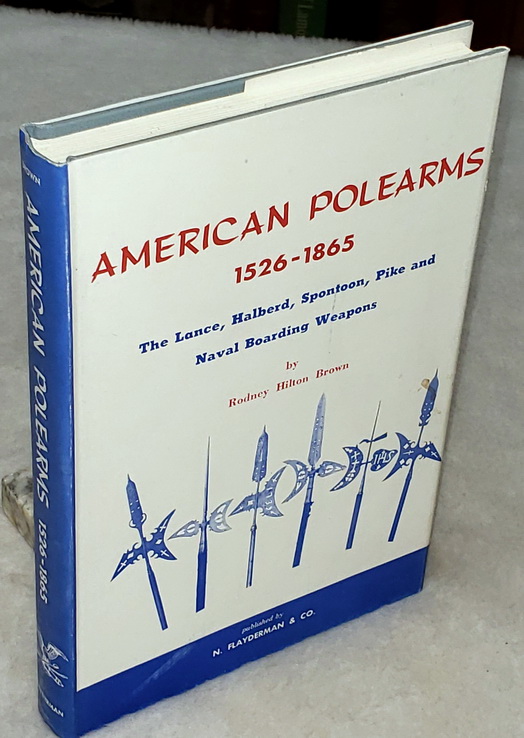 AMERICAN POLEARMS
1526-1865
The Lance, Halberd, Spontoon, Pike and
Naval Boarding Weapons
by
Rodney Hilton Brown
IHS
published by
N. FLAYDERMAN & CO.
AMERICAN POLEARMS 1526-1865